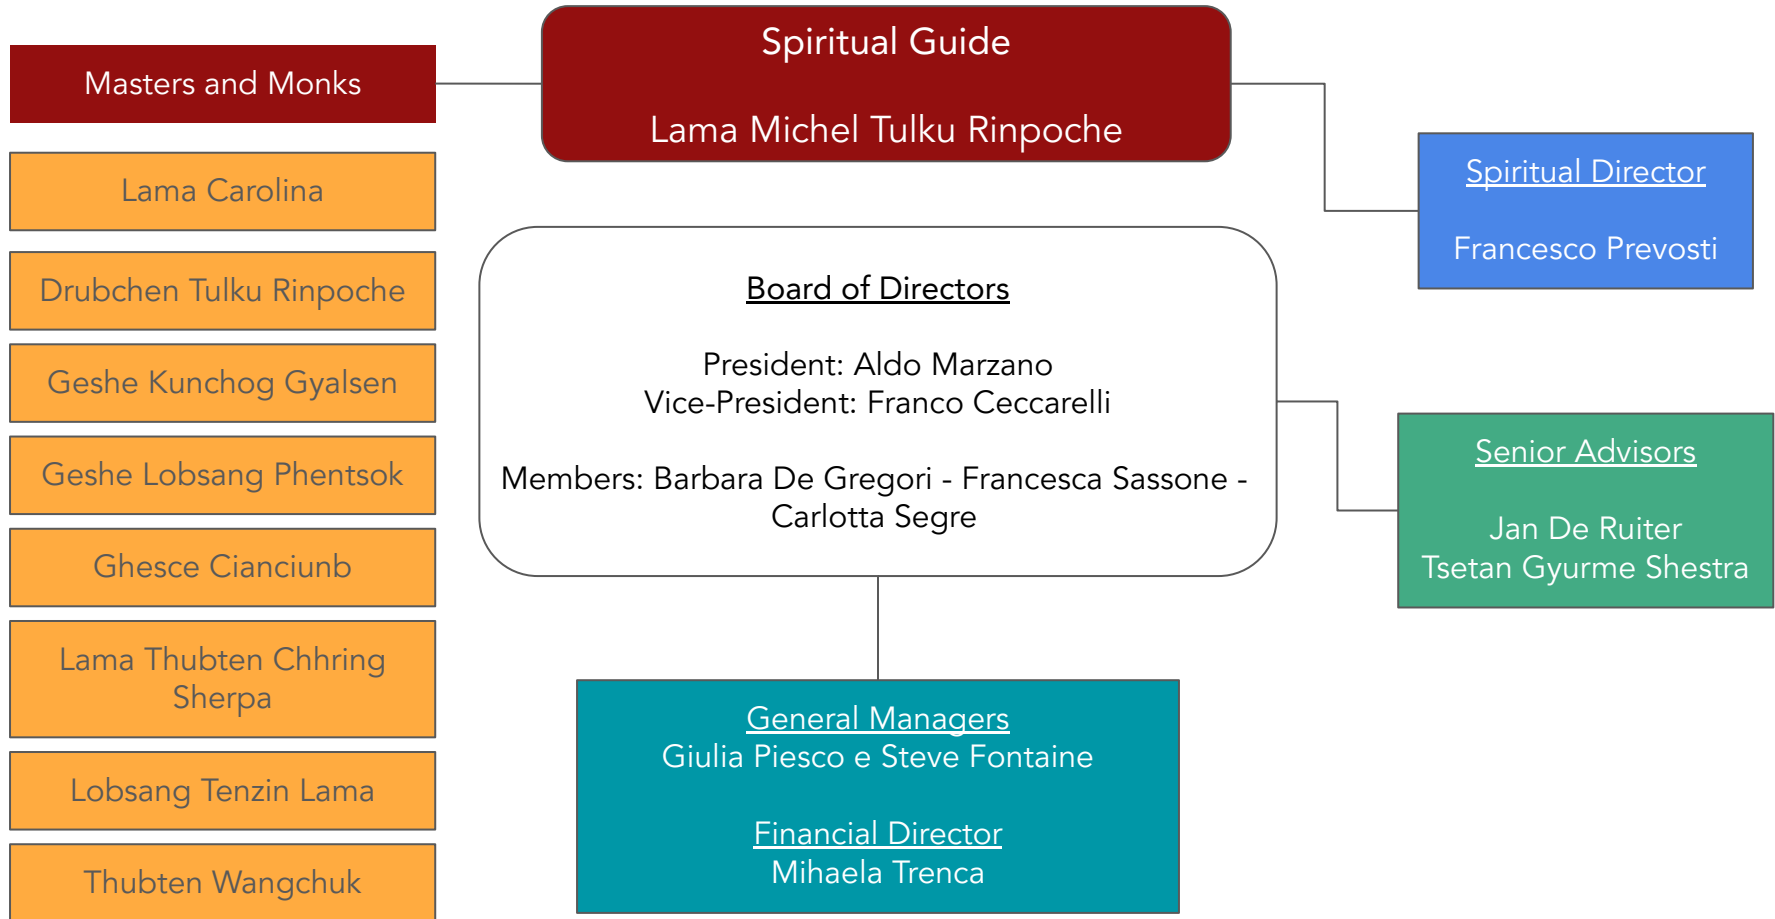 Masters and Monks
Lama Carolina
Drubchen Tulku Rinpoche
Geshe Kunchog Gyalsen
Geshe Lobsang Phentsok
Ghesce Cianciunb
Lama Thubten Chhring
Sherpa
Lobsang Tenzin Lama
Thubten Wangchuk
Spiritual Guide
Lama Michel Tulku Rinpoche
Board of Directors
President: Aldo Marzano
Vice-President: Franco Ceccarelli
Members: Barbara De Gregori - Francesca Sassone -
Carlotta Segre
General Managers
Giulia Piesco e Steve Fontaine
Financial Director
Mihaela Trenca
Spiritual Director
Francesco Prevosti
Senior Advisors
Jan De Ruiter
Tsetan Gyurme Shestra